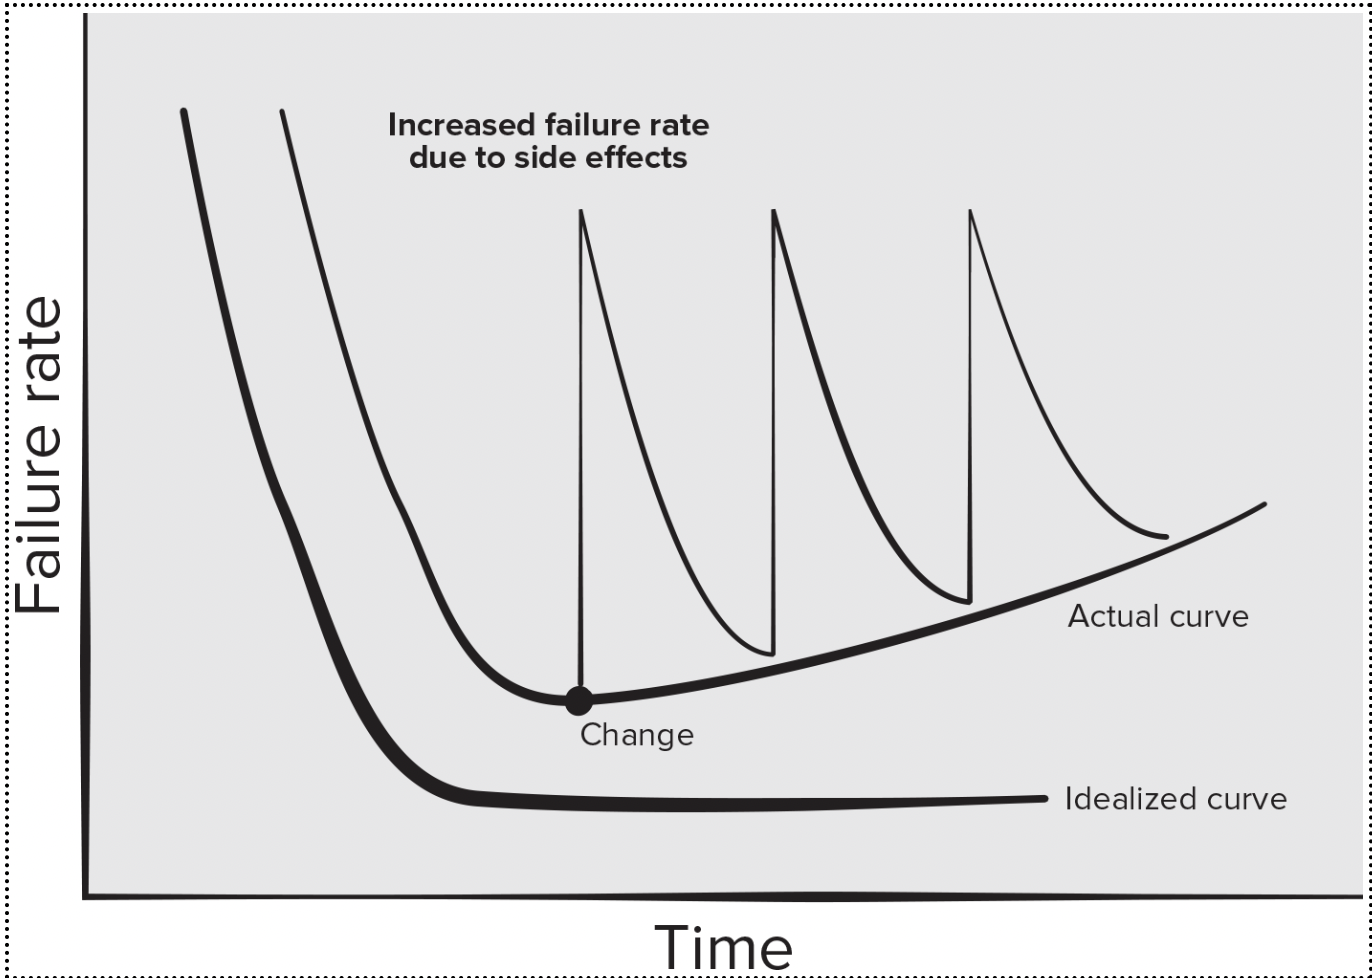 Increased failure rate
due to side effects
Failure rate
Actual curve
Change
Idealized curve
Time